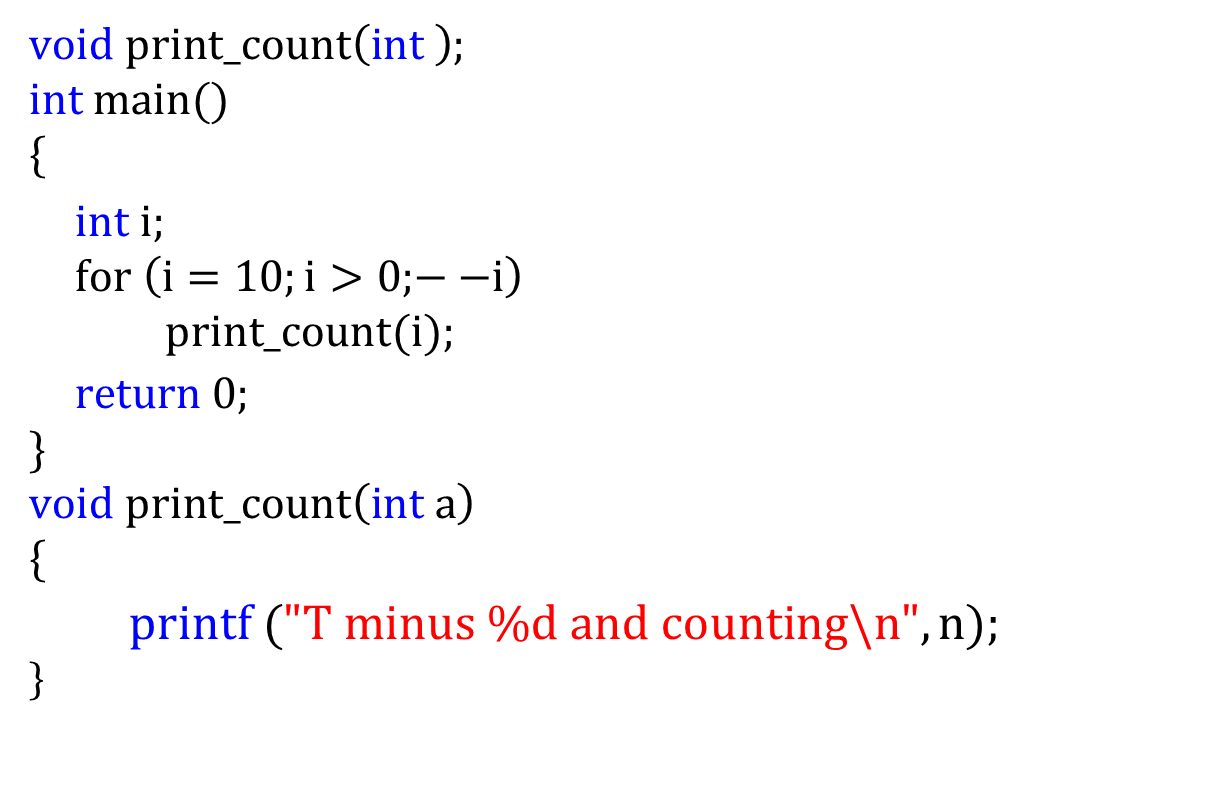 void print_count(int );
int main()
{
int i;
for (i = 10; i > 0;− −i)
print_count(i);
return 0;
}
void print_count(int a)
{
printf ("T minus %d and counting\n", n);
}